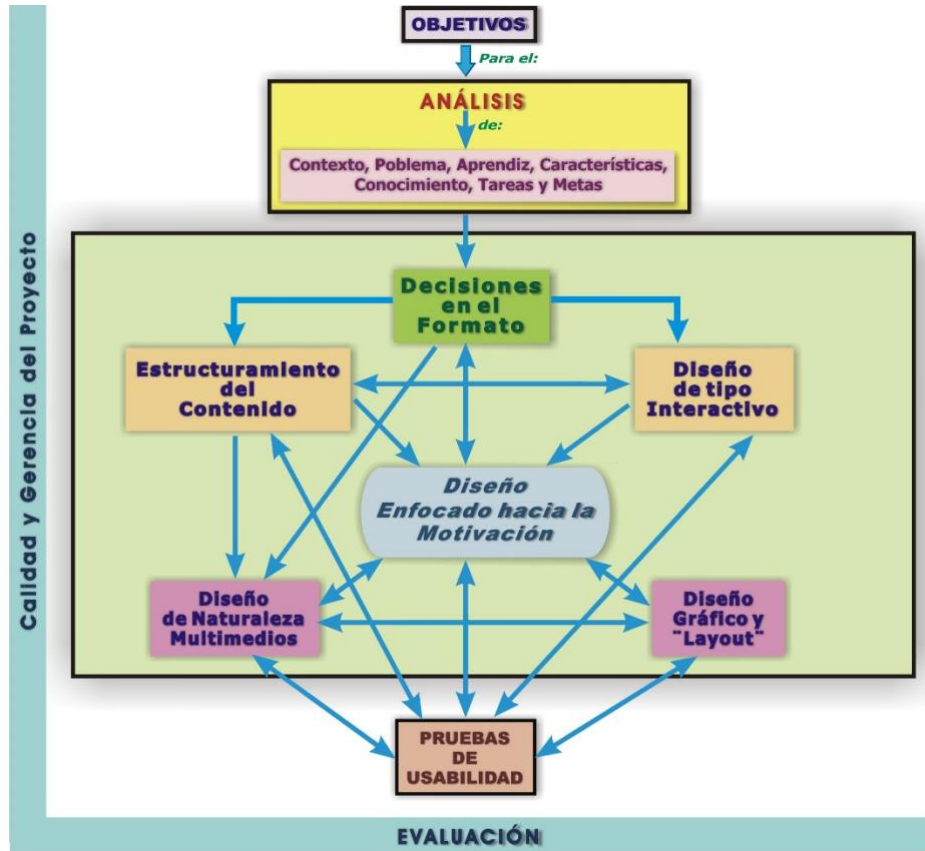 OBJETIVOS
Para el:
ANÁLISIS
de:
Contexto, Poblema, Aprendiz, Características,
Conocimiento, Tareas y Metas
Decisiones
en el
Formato
Estructuramiento
del
Contenido
Diseño
de tipo
Interactivo
Diseño
Enfocado hacia la
Motivación
Diseño
de Naturaleza
Multimedios
Diseño
Gráfico y
"Layout"
PRUEBAS
DE
USABILIDAD
Calidad y Gerencia del Proyecto
EVALUACIÓN